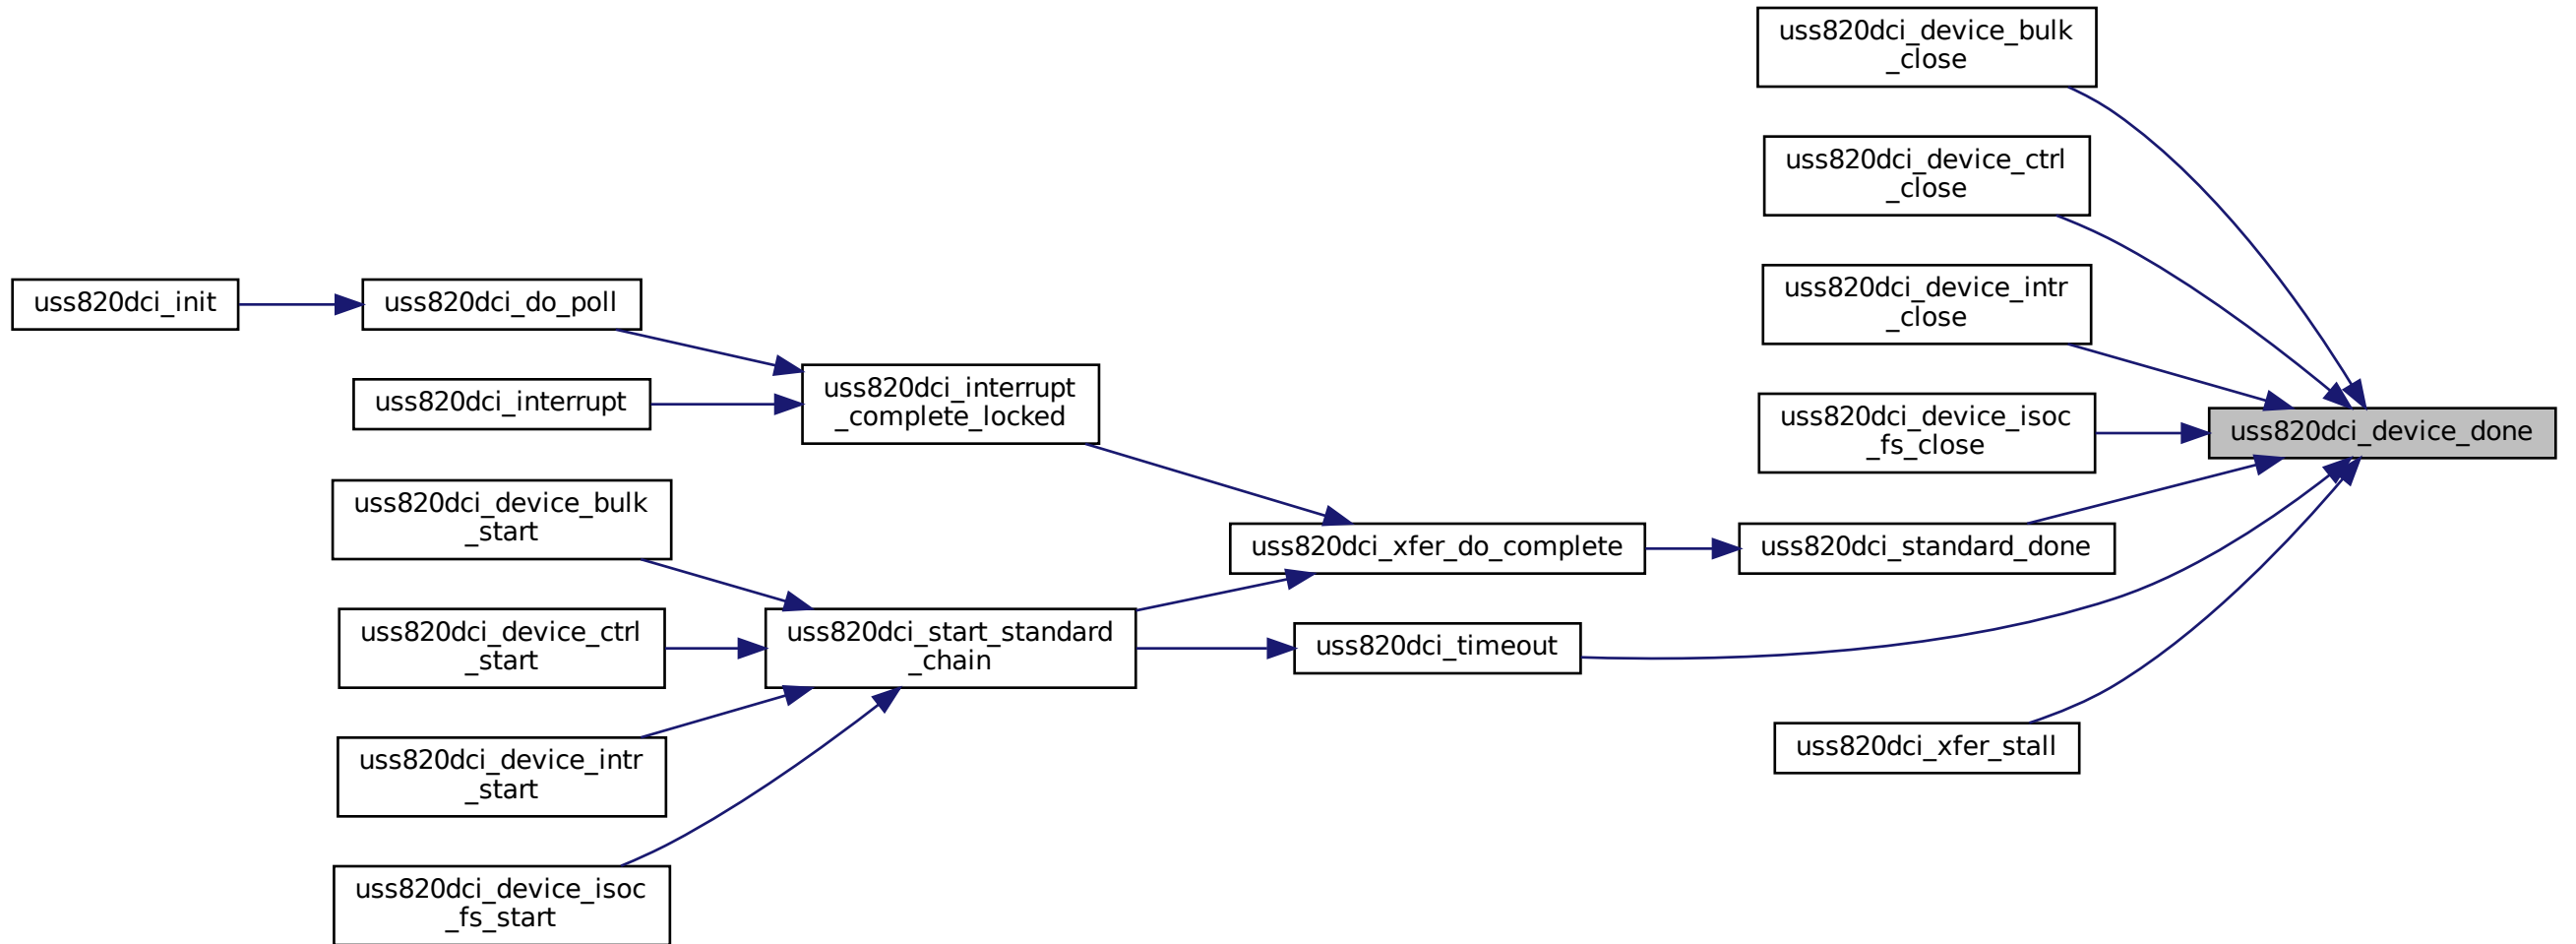 uss820dci_device_bulk
_close
uss820dci_device_ctrl
_close
uss820dci_device_intr
_close
uss820dci_init
uss820dci_do_poll
uss820dci_interrupt
uss820dci_interrupt
_complete_locked
uss820dci_device_isoc
_fs_close
uss820dci_device_done
uss820dci_device_bulk
_start
uss820dci_xfer_do_complete
uss820dci_standard_done
uss820dci_device_ctrl
_start
uss820dci_start_standard
_chain
uss820dci_timeout
uss820dci_xfer_stall
uss820dci_device_intr
_start
uss820dci_device_isoc
_fs_start